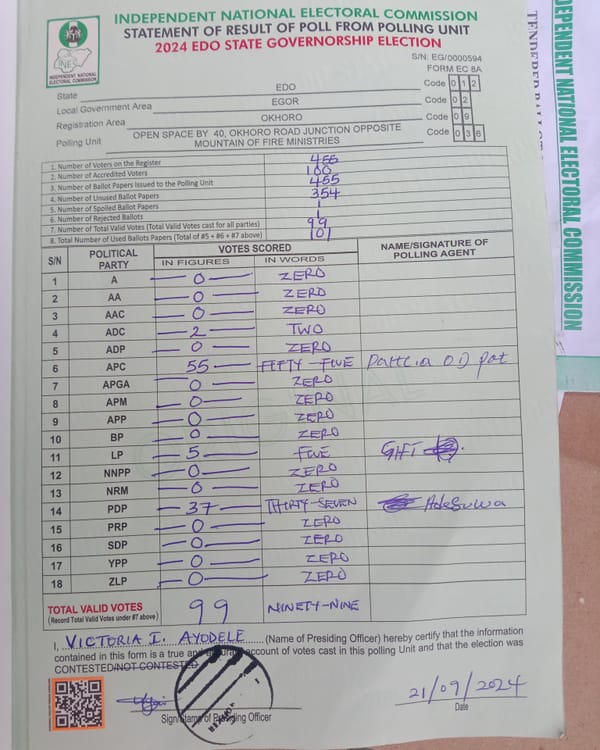 INDEPENDENT NATIONAL ELECTORAL COMMISSION
STATEMENT OF RESULT OF POLL FROM POLLING UNIT
2024 EDO STATE GOVERNORSHIP ELECTION
INEC
INDEPENDENT NATIONAL ELECTORAL COMMISSION
S/N: EG/0000594
FORM EC 8A
State EDO Code 0 1 2
Local Government Area EGOR Code 0 2
Registration Area OKHORO Code 0 9
Polling Unit OPEN SPACE BY 40, OKHORO ROAD JUNCTION OPPOSITE MOUNTAIN OF FIRE MINISTRIES Code 0 3 6
1. Number of Voters on the Register 455
2. Number of Accredited Voters 100
3. Number of Ballot Papers Issued to the Polling Unit 455
4. Number of Unused Ballot Papers 354
5. Number of Spoiled Ballot Papers 1
6. Number of Rejected Ballots 1
7. Number of Total Valid Votes (Total Valid Votes cast for all parties) 99
8. Total Number of Used Ballots Papers (Total of #5 + #6 + #7 above) 101
S/N POLITICAL PARTY VOTES SCORED NAME/SIGNATURE OF POLLING AGENT
IN FIGURES IN WORDS
1 A 0 ZERO
2 AA 0 ZERO
3 AAC 0 ZERO
4 ADC 2 TWO
5 ADP 0 ZERO
6 APC 55 FIFTY-FIVE
7 APGA 0 ZERO
8 APM 0 ZERO
9 APP 0 ZERO
10 BP 0 ZERO
11 LP 5 FIVE
12 NNPP 0 ZERO
13 NRM 0 ZERO
14 PDP 37 THIRTY-SEVEN Adesuwa
15 PRP 0 ZERO
16 SDP 0 ZERO
17 YPP 0 ZERO
18 ZLP 0 ZERO
TOTAL VALID VOTES 99 NINETY-NINE
(Record Total Valid Votes under #7 above)
I, VICTORIA I. AYODELE (Name of Presiding Officer) hereby certify that the information
contained in this form is a true and account of votes cast in this polling Unit and that the election was
CONTESTED/NOT CONTESTED
21/09/2024
Sign/Stamp of Presiding Officer Date
INDEPENDENT NATIONAL ELECTORAL COMMISSION